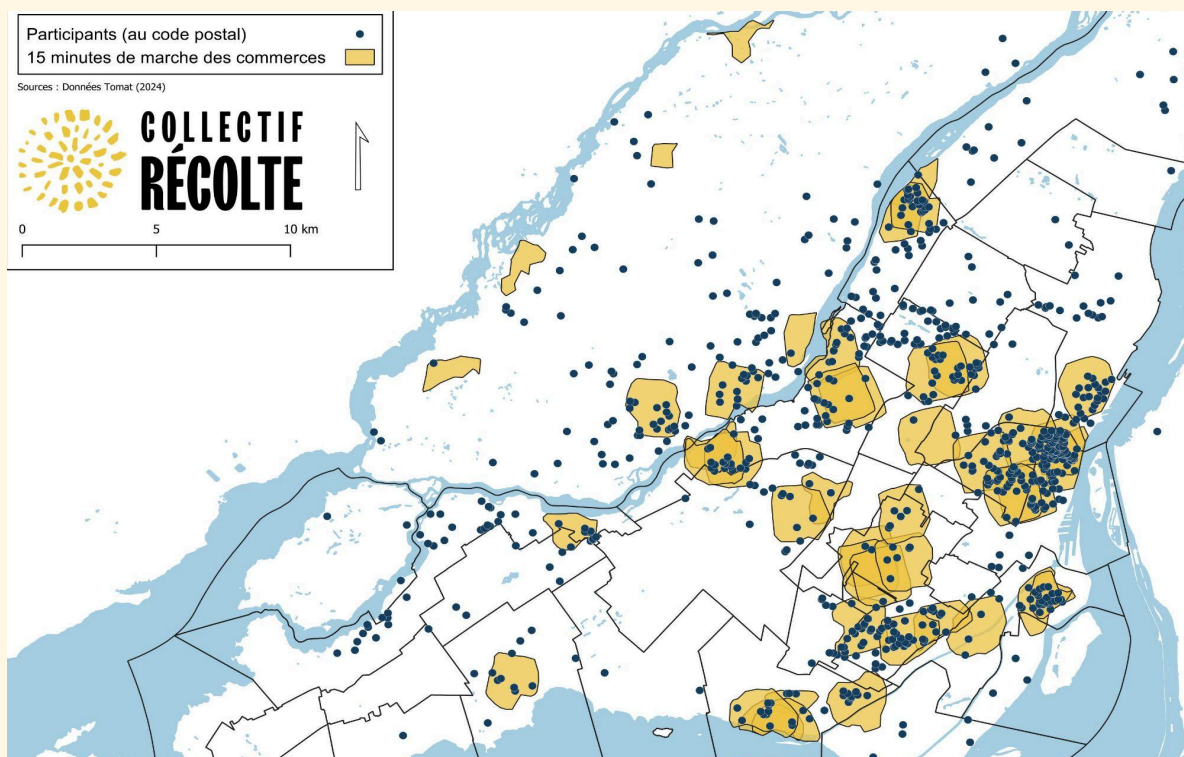 Participants (au code postal)
15 minutes de marche des commerces
Sources : Données Tomat (2024)
COLLECTIF
RÉCOLTE
0 5 10 km